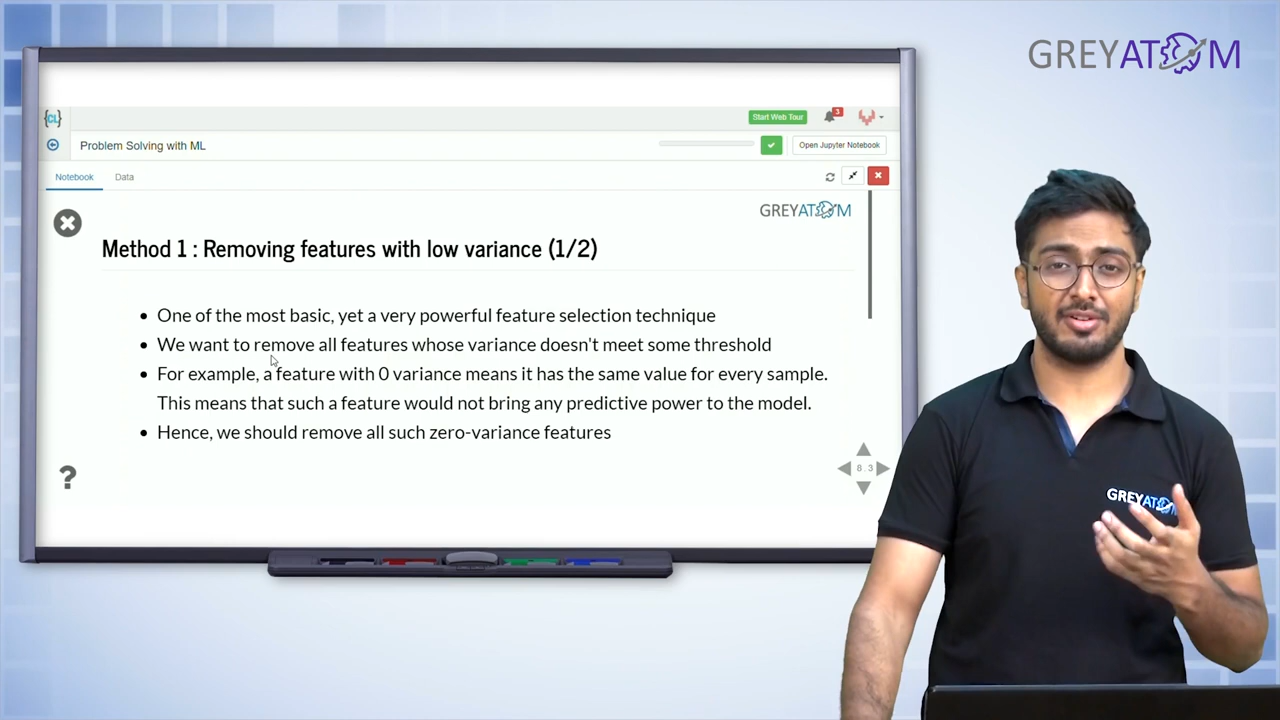 GREYATOM
{CL}
Start Web Tour
3
Problem Solving with ML
Open Jupyter Notebook
Notebook
Data
GREYATOM
Method 1 : Removing features with low variance (1/2)
One of the most basic, yet a very powerful feature selection technique
We want to remove all features whose variance doesn't meet some threshold
For example, a feature with 0 variance means it has the same value for every sample.
This means that such a feature would not bring any predictive power to the model.
Hence, we should remove all such zero-variance features
8.3
?
GREYATOM